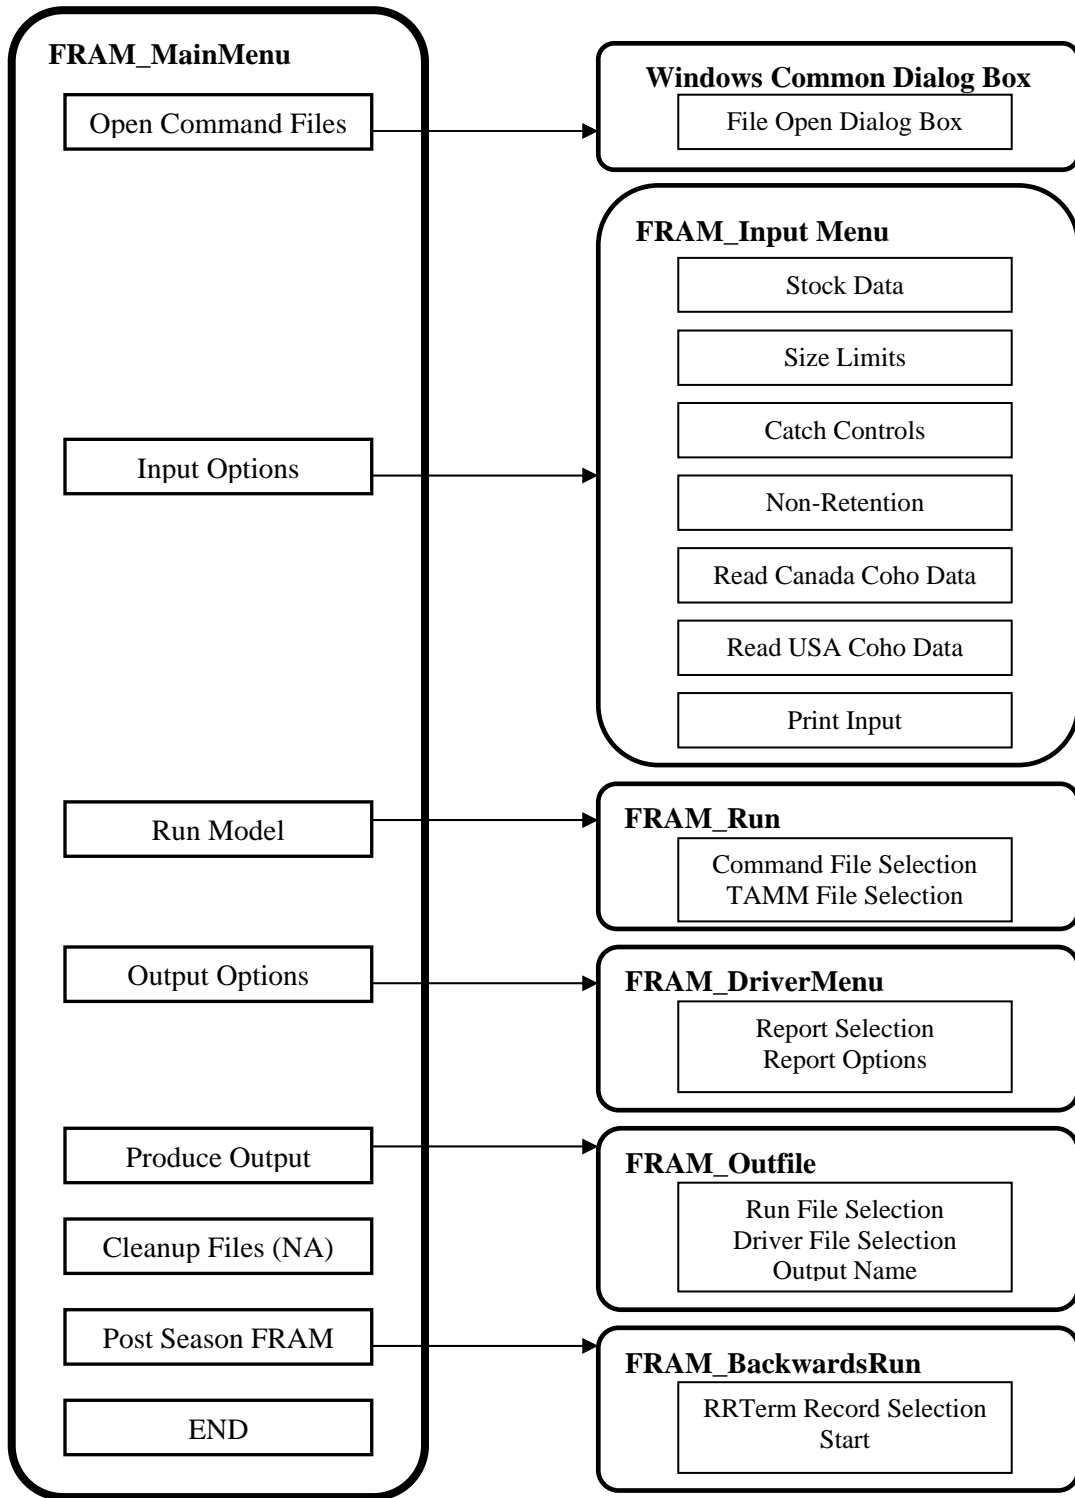 FRAM_MainMenu
Open Command Files
Input Options
Run Model
Output Options
Produce Output
Cleanup Files (NA)
Post Season FRAM
END
Windows Common Dialog Box
File Open Dialog Box
FRAM_Input Menu
Stock Data
Size Limits
Catch Controls
Non-Retention
Read Canada Coho Data
Read USA Coho Data
Print Input
FRAM_Run
Command File Selection
TAMM File Selection
FRAM_DriverMenu
Report Selection
Report Options
FRAM_Outfile
Run File Selection
Driver File Selection
Output Name
FRAM_BackwardsRun
RRTerm Record Selection
Start